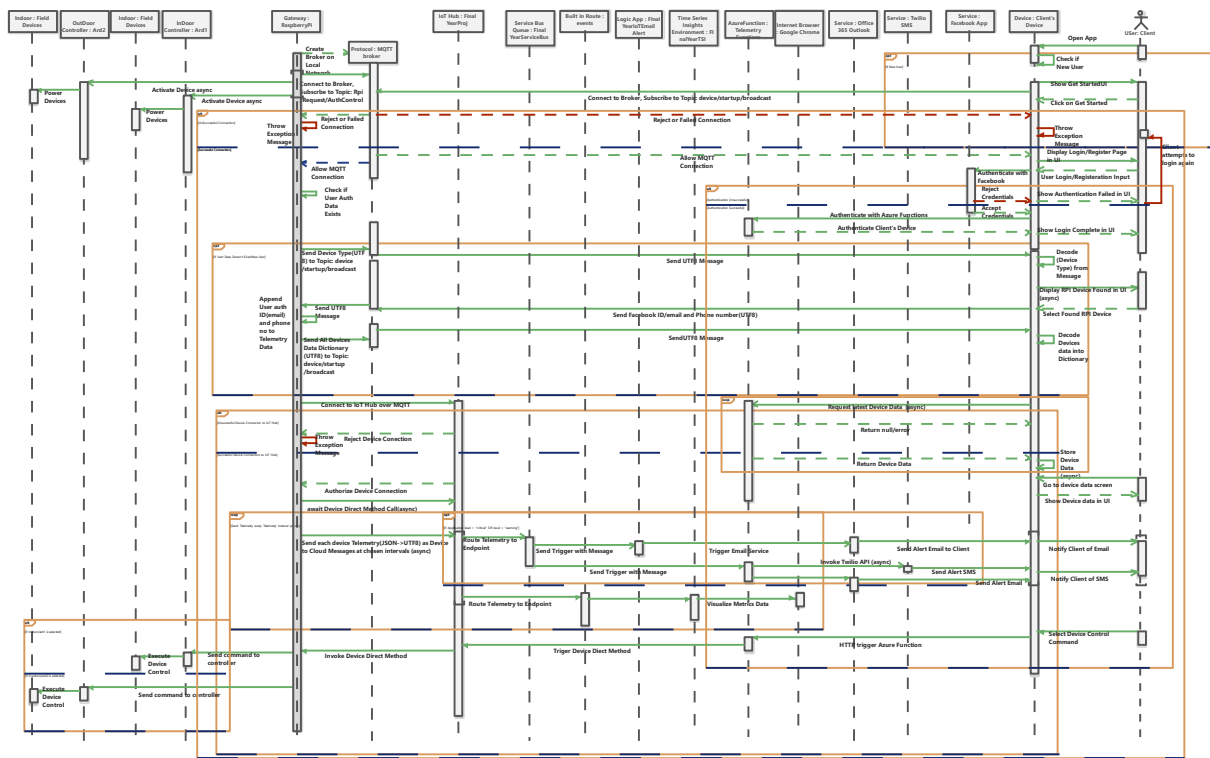 Indoor : Field
Devices
OutDoor
Controller : Ard2
Indoor : Field
Devices
InDoor
Controller : Ard1
Gateway :
RaspberryPi
Protocol : MQTT
broker
IoT Hub : Final
YearProj
Service Bus
Queue : Final
YearServiceBus
Built in Route :
events
Logic App : Final
YearIoTEmail
Alert
Time Series
Insights
Environment : Fi
nalYearTSI
AzureFunction :
Telemetry
Functions
Internet Browser
: Google Chrome
Service : Office
365 Outlook
Service : Twilio
SMS
Service :
Facebook App
Device : Client's
Device
USer: Client
Open App
Create
Broker on
Local
Network
Check if
New User
Connect to Broker,
Subscribe to Topic: Rpi
Request/AuthControl
Activate Device async
Power
Devices
Activate Device async
Power
Devices
Connect to Broker, Subscribe to Topic device/startup/broadcast
Show Get StartedUI
Click on Get Started
Reject or Failed
Connection
Reject or Failed Connection
Throw
Exception
Message
Throw
Exception
Message
Client
attempts to
login again
Allow MQTT
Connection
Allow MQTT
Connection
Display Login/Register Page
in UI
User Login/Registeration Input
Authenticate with
Facebook
Reject
Credentials
Accept
Credentials
Show Authentication Failed in UI
Check if
User Auth
Data
Exists
Authenticate with Azure Functions
Authenticate Client's Device
Show Login Complete in UI
Send Device Type(UTF
8) to Topic: device
/startup/broadcast
Send UTF8 Message
Decode
(Device
Type) from
Message
Display RPI Device Found in UI
(async)
Select Found RPI Device
Append
User auth
ID(email)
and phone
no to
Telemetry
Data
Send UTF8
Message
Send Facebook ID/email and Phone number(UTF8)
SendUTF8 Message
Send All Devices
Data Dictionary
(UTF8) to Topic:
device/startup
/broadcast
Decode
Devices
data into
Dictionary
Connect to IoT Hub over MQTT
Request latest Device Data (async)
Return null/error
Throw
Exception
Message
Reject Device Conection
Return Device Data
Store
Device
Data
(async)
Go to device data screen
Show Device data in UI
Authorize Device Connection
await Device Direct Method Call(async)
Send each device Telemetry(JSON->UTF8) as Device
to Cloud Messages at chosen intervals (async)
Route Telemetry to
Endpoint
Send Trigger with Message
Trigger Email Service
Send Alert Email to Client
Notify Client of Email
Send Trigger with Message
Invoke Twilio API (async)
Send Alert SMS
Send Alert Email
Notify Client of SMS
Route Telemetry to Endpoint
Visualize Metrics Data
Select Device Control
Command
HTTP trigger Azure Function
Triger Device Diect Method
Invoke Device Direct Method
Send command to
controller
Execute
Device
Control
Send command to controller
Execute
Device
Control